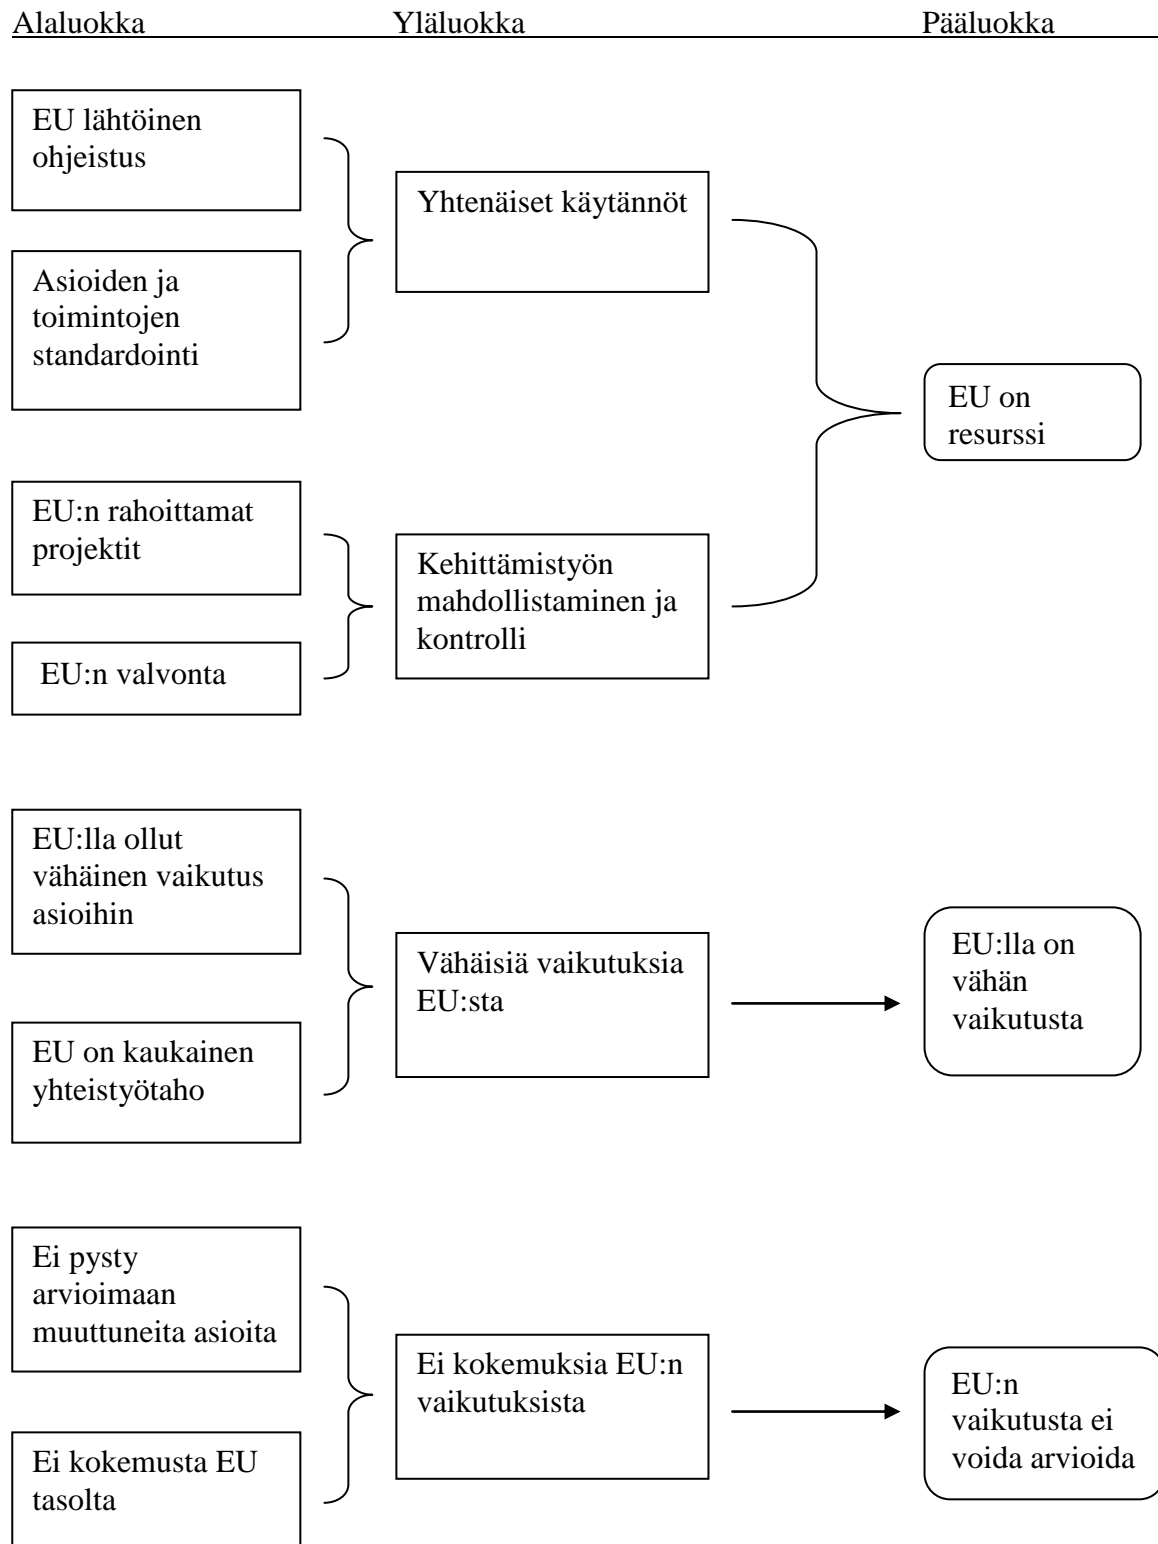 Alaluokka Yläluokka Pääluokka
EU lähtöinen
ohjeistus
Asioiden ja
toimintojen
standardointi
Yhtenäiset käytännöt
EU:n rahoittamat
projektit
EU:n valvonta
Kehittämistyön
mahdollistaminen ja
kontrolli
EU on
resurssi
EU:lla ollut
vähäinen vaikutus
asioihin
EU on kaukainen
yhteistyötaho
Vähäisiä vaikutuksia
EU:sta
EU:lla on
vähän
vaikutusta
Ei pysty
arvioimaan
muuttuneita asioita
Ei kokemusta EU
tasolta
Ei kokemuksia EU:n
vaikutuksista
EU:n
vaikutusta ei
voida arvioida